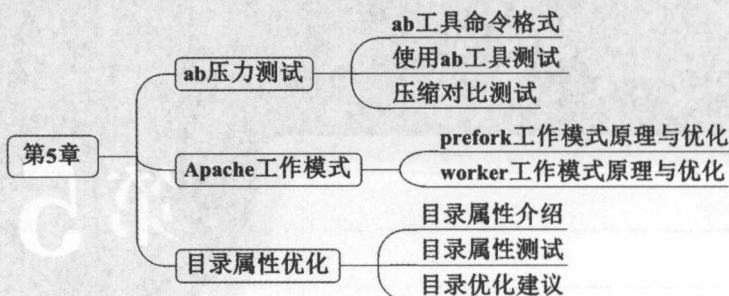 第5章
ab压力测试
ab工具命令格式
使用ab工具测试
压缩对比测试
Apache工作模式
prefork工作模式原理与优化
worker工作模式原理与优化
目录属性优化
目录属性介绍
目录属性测试
目录优化建议